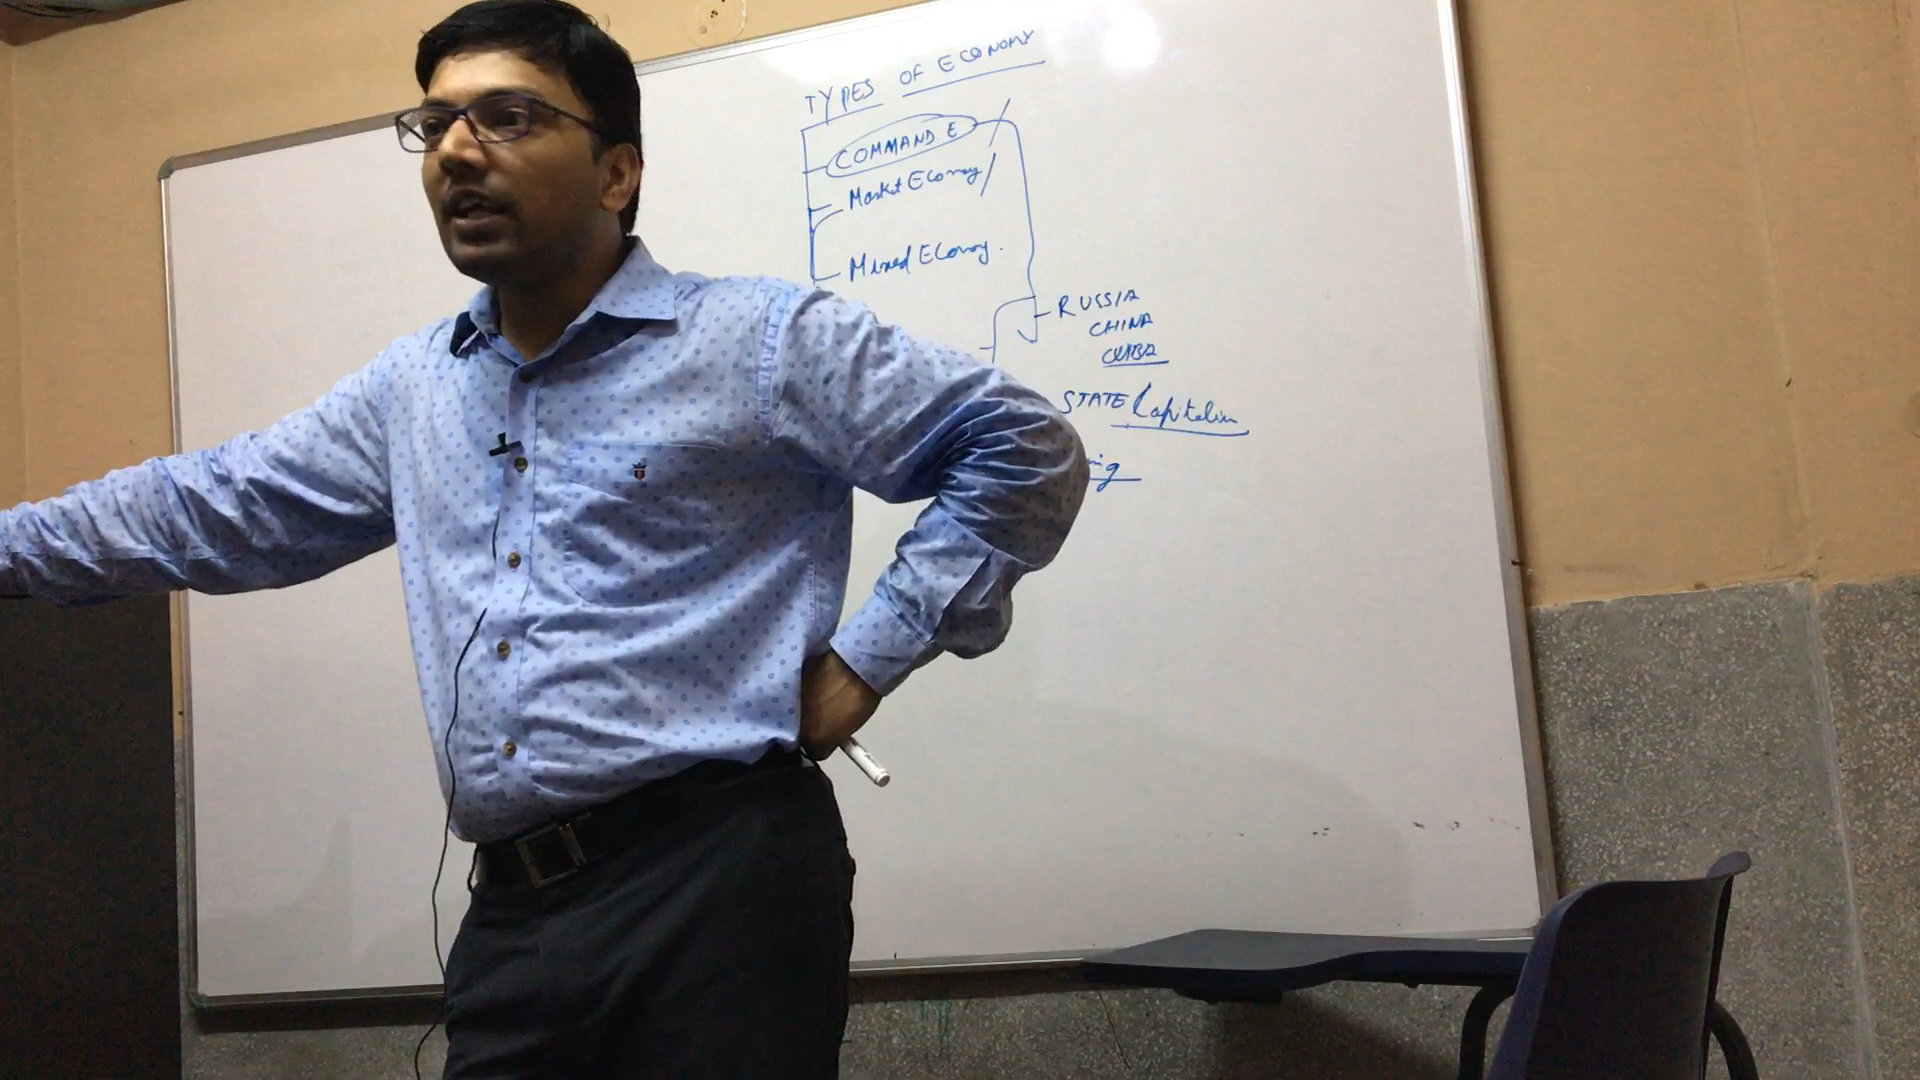 TYPES OF ECONOMY
COMMAND E
Market Economy
Mixed Economy.
RUSSIA
CHINA
CUBA
STATE Capitalism